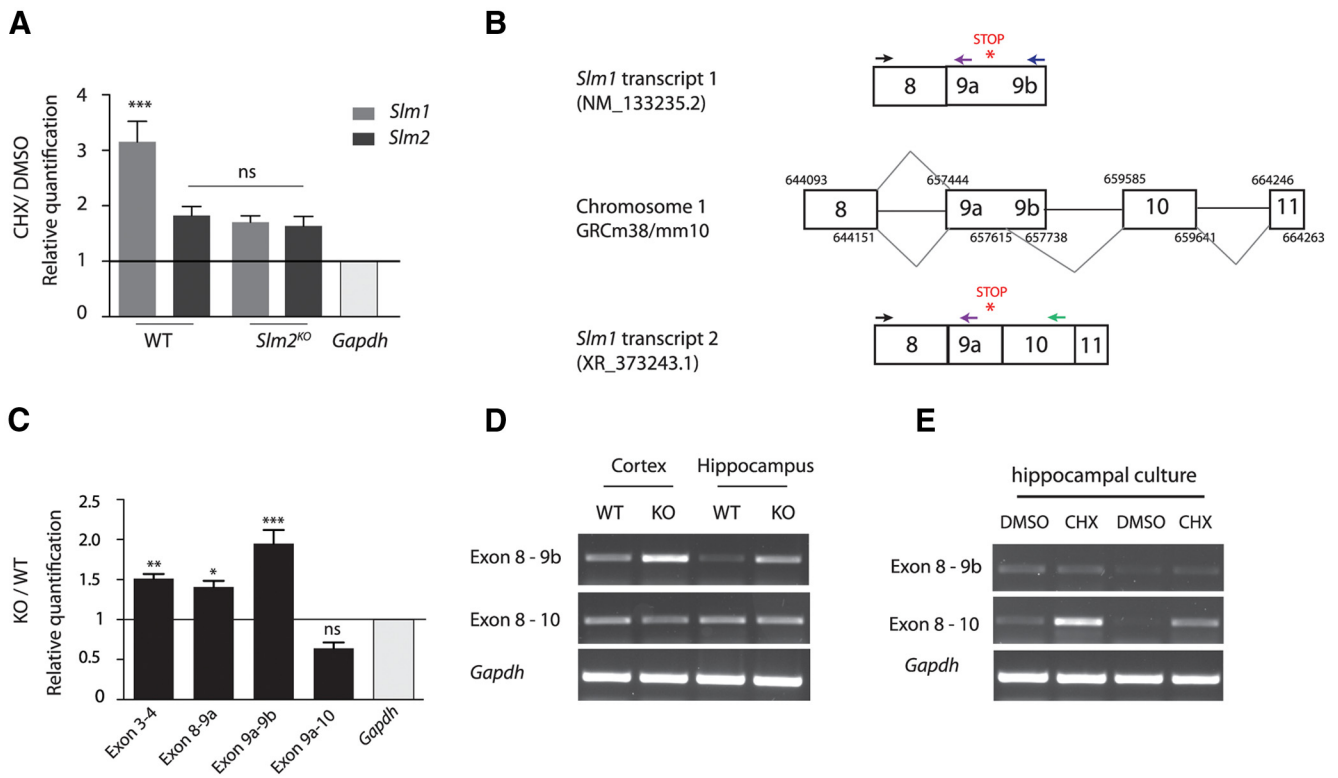 A
CHX/ DMSO
Relative quantification
4
3
2
1
0
***
ns
Slm1
Slm2
WT
Slm2KO
Gapdh
B
Slm1 transcript 1
(NM_133235.2)
STOP
*
8
9a
9b
Chromosome 1
GRCm38/mm10
644093
657444
659585
664246
8
9a
9b
10
11
644151
657615
657738
659641
664263
Slm1 transcript 2
(XR_373243.1)
STOP
*
8
9a
10
11
C
KO / WT
Relative quantification
2.5
2.0
1.5
1
0.5
0
**
*
***
ns
Exon 3-4
Exon 8-9a
Exon 9a-9b
Exon 9a-10
Gapdh
D
Cortex
Hippocampus
WT
KO
WT
KO
Exon 8 - 9b
Exon 8 - 10
Gapdh
E
hippocampal culture
DMSO
CHX
DMSO
CHX
Exon 8 - 9b
Exon 8 - 10
Gapdh